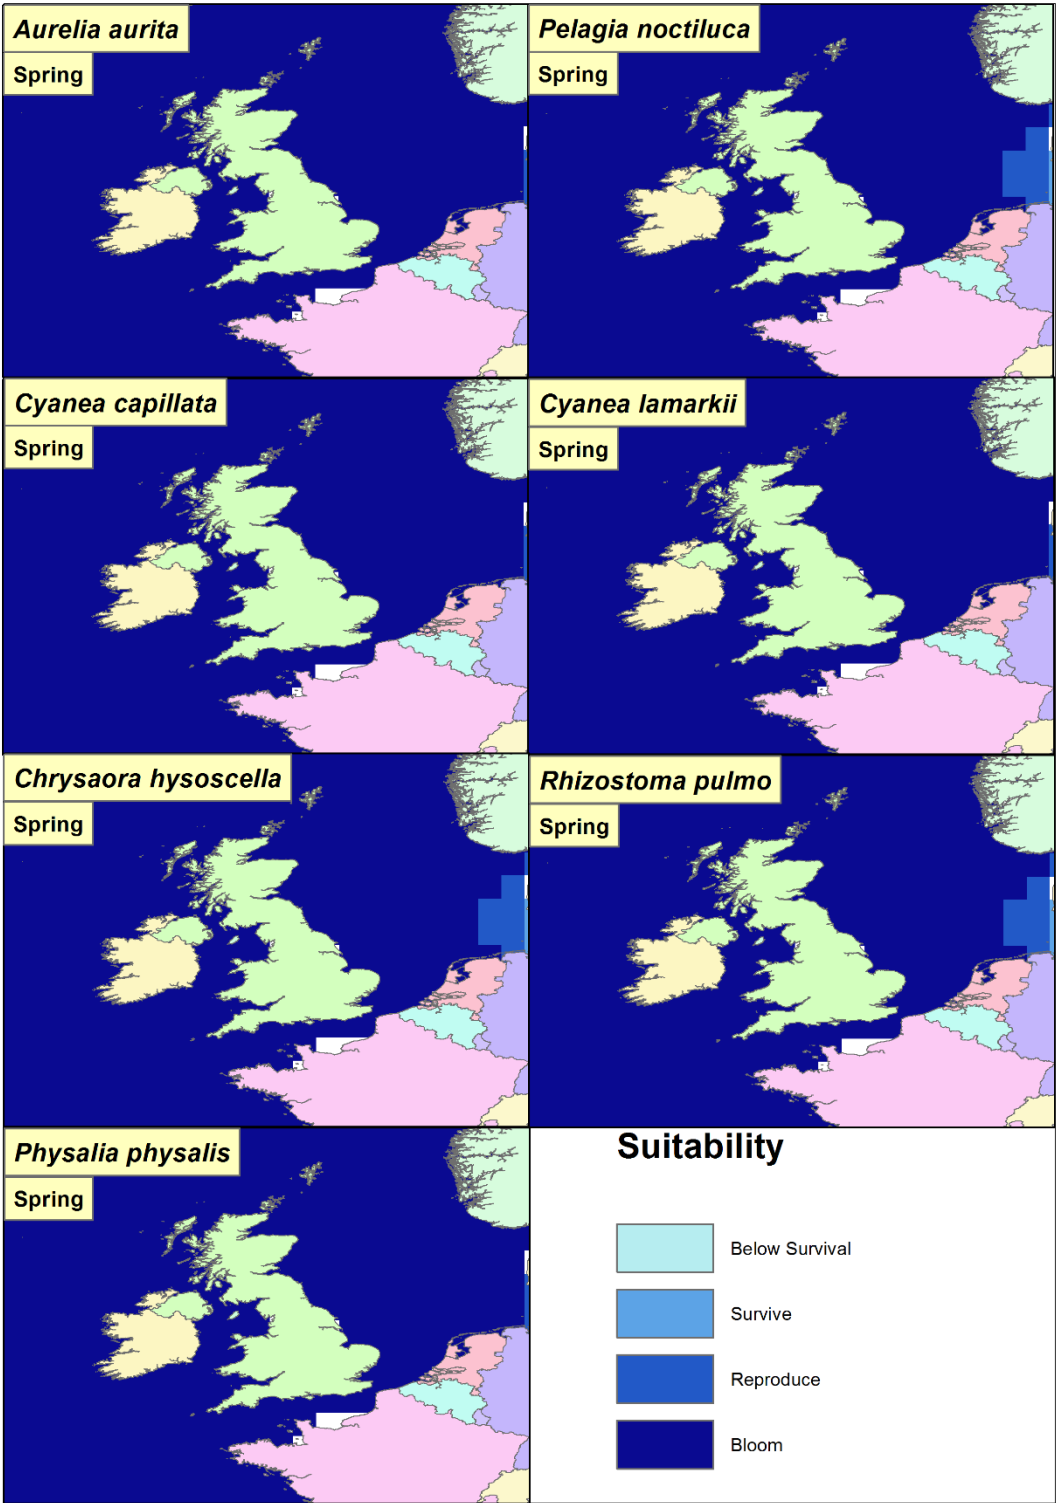 Aurelia aurita
Spring
Pelagia noctiluca
Spring
Cyanea capillata
Spring
Cyanea lamarkii
Spring
Chrysaora hysoscella
Spring
Rhizostoma pulmo
Spring
Physalia physalis
Spring
Suitability
Below Survival
Survive
Reproduce
Bloom